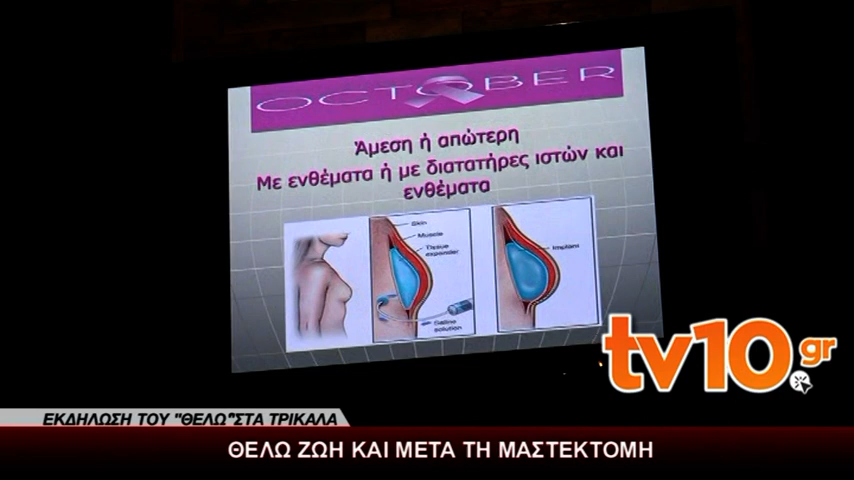 OCTOBER
Άμεση ή απώτερη
Με ενθέματα ή με διατατήρες ιστών και
ενθέματα
Skin
Muscle
Tissue
expander
Saline
solution
Implant
tv10.gr
ΕΚΔΗΛΩΣΗ ΤΟΥ "ΘΕΛΩ"ΣΤΑ ΤΡΙΚΑΛΑ
ΘΕΛΩ ΖΩΗ ΚΑΙ ΜΕΤΑ ΤΗ ΜΑΣΤΕΚΤΟΜΗ